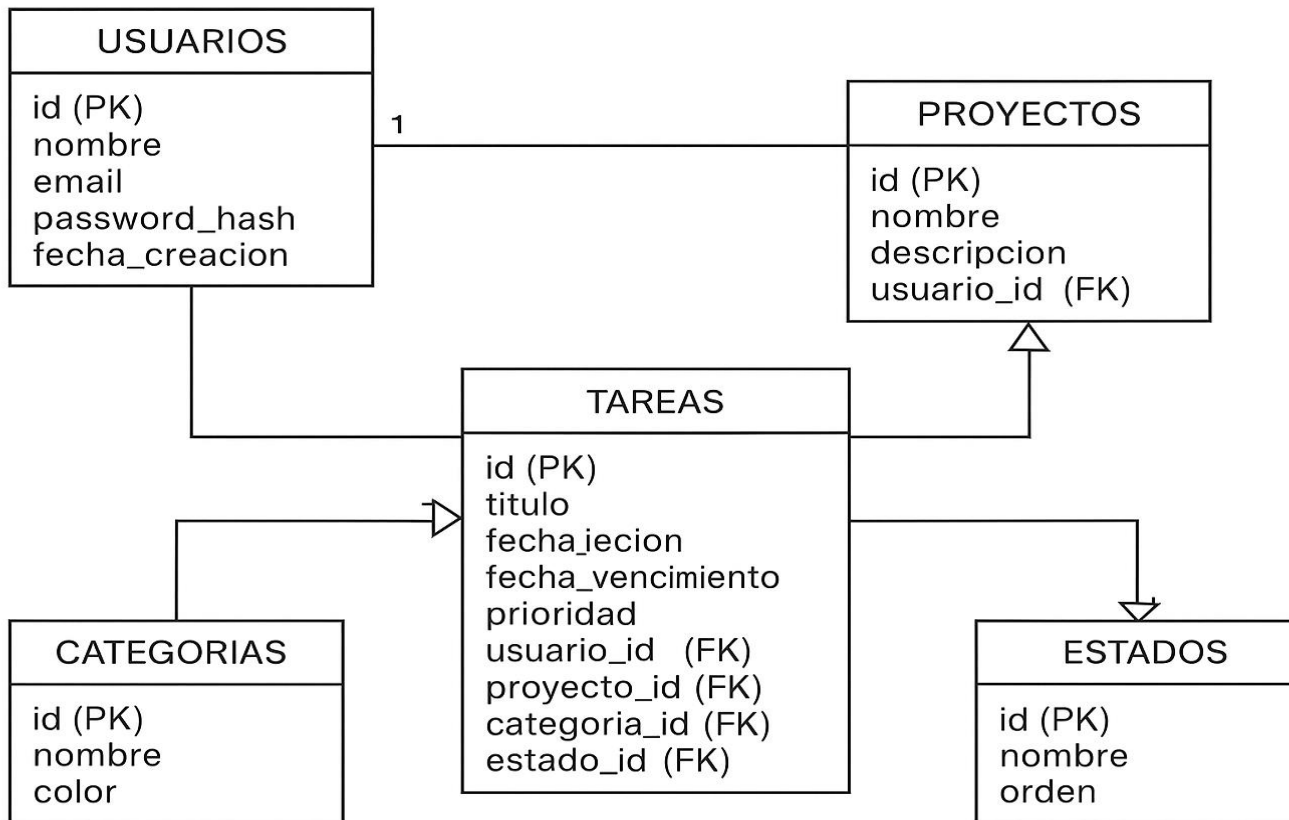 USUARIOS
id (PK)
nombre
email
password_hash
fecha_creacion
1
PROYECTOS
id (PK)
nombre
descripcion
usuario_id (FK)
TAREAS
id (PK)
titulo
fecha_iecion
fecha_vencimiento
prioridad
usuario_id (FK)
proyecto_id (FK)
categoria_id (FK)
estado_id (FK)
CATEGORIAS
id (PK)
nombre
color
ESTADOS
id (PK)
nombre
orden